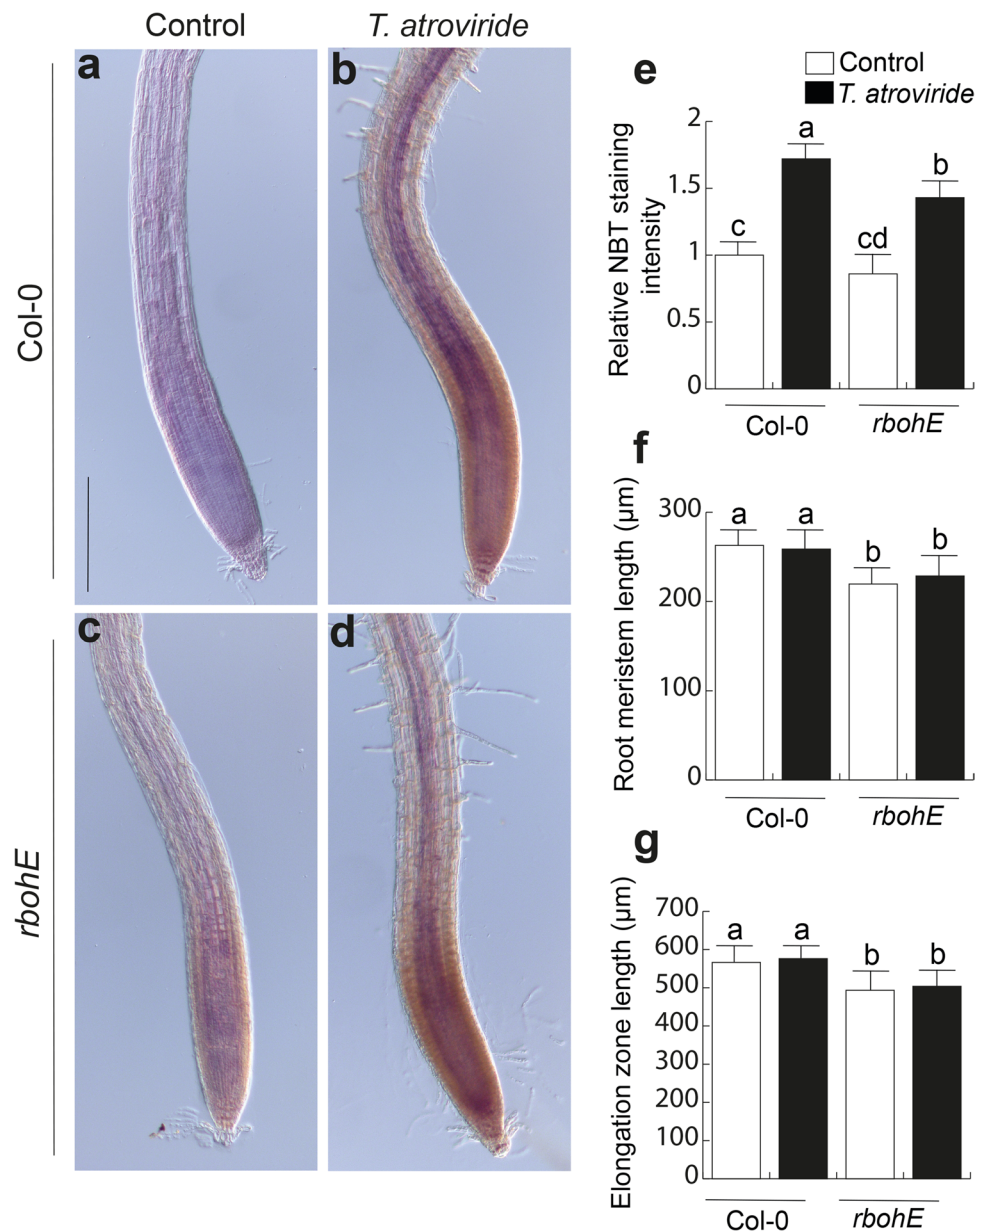 Control
T. atroviride
Col-0
rbohE
a
b
c
d
e
Control
T. atroviride
Relative NBT staining
intensity
2
1.5
1
0.5
0
c
a
cd
b
Col-0
rbohE
f
Root meristem length (μm)
300
200
100
0
a
a
b
b
Col-0
rbohE
g
Elongation zone length (μm)
700
600
500
400
300
200
100
0
a
a
b
b
Col-0
rbohE